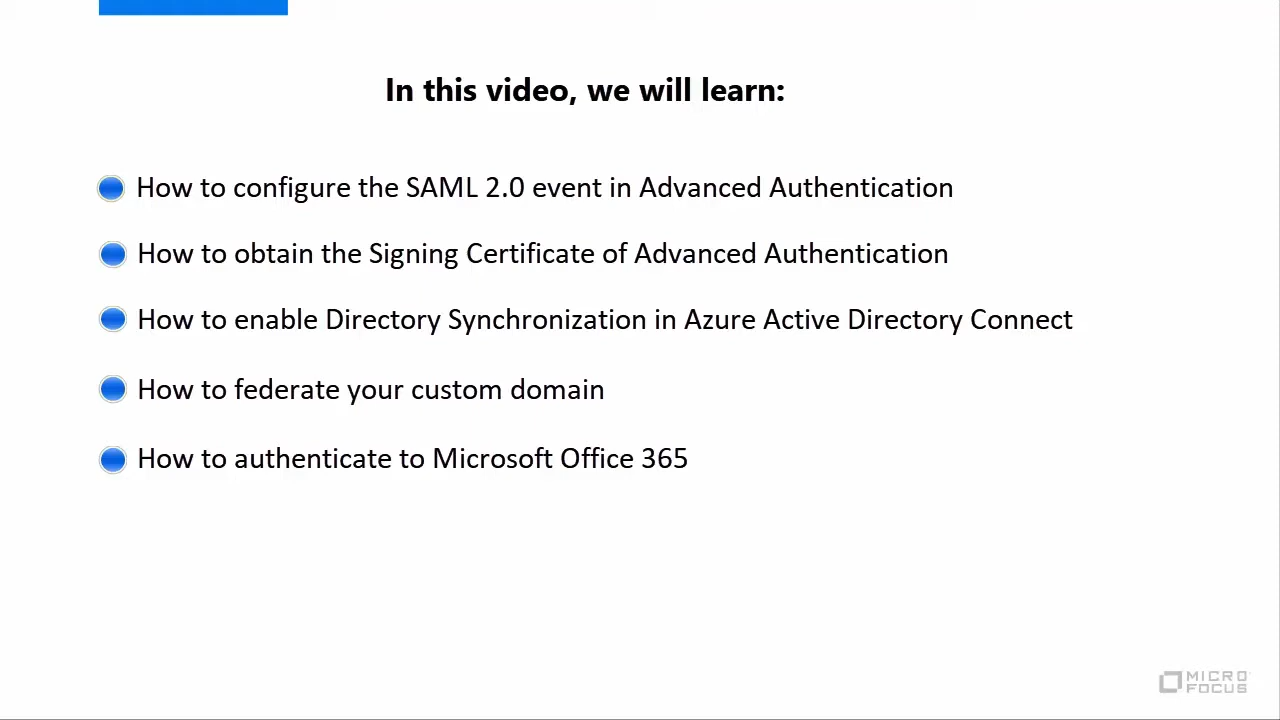 In this video, we will learn:
How to configure the SAML 2.0 event in Advanced Authentication
How to obtain the Signing Certificate of Advanced Authentication
How to enable Directory Synchronization in Azure Active Directory Connect
How to federate your custom domain
How to authenticate to Microsoft Office 365
MICRO
FOCUS